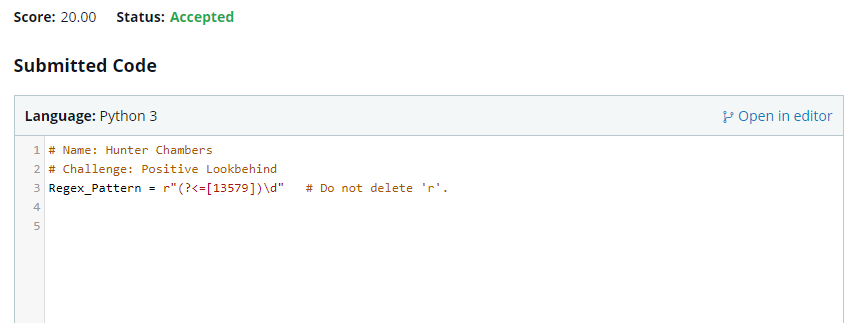 Score: 20.00 Status: Accepted
Submitted Code
Language: Python 3 Open in editor
1 # Name: Hunter Chambers
2 # Challenge: Positive Lookbehind
3 Regex_Pattern = r"(?<=[13579])\d" # Do not delete 'r'.
4
5